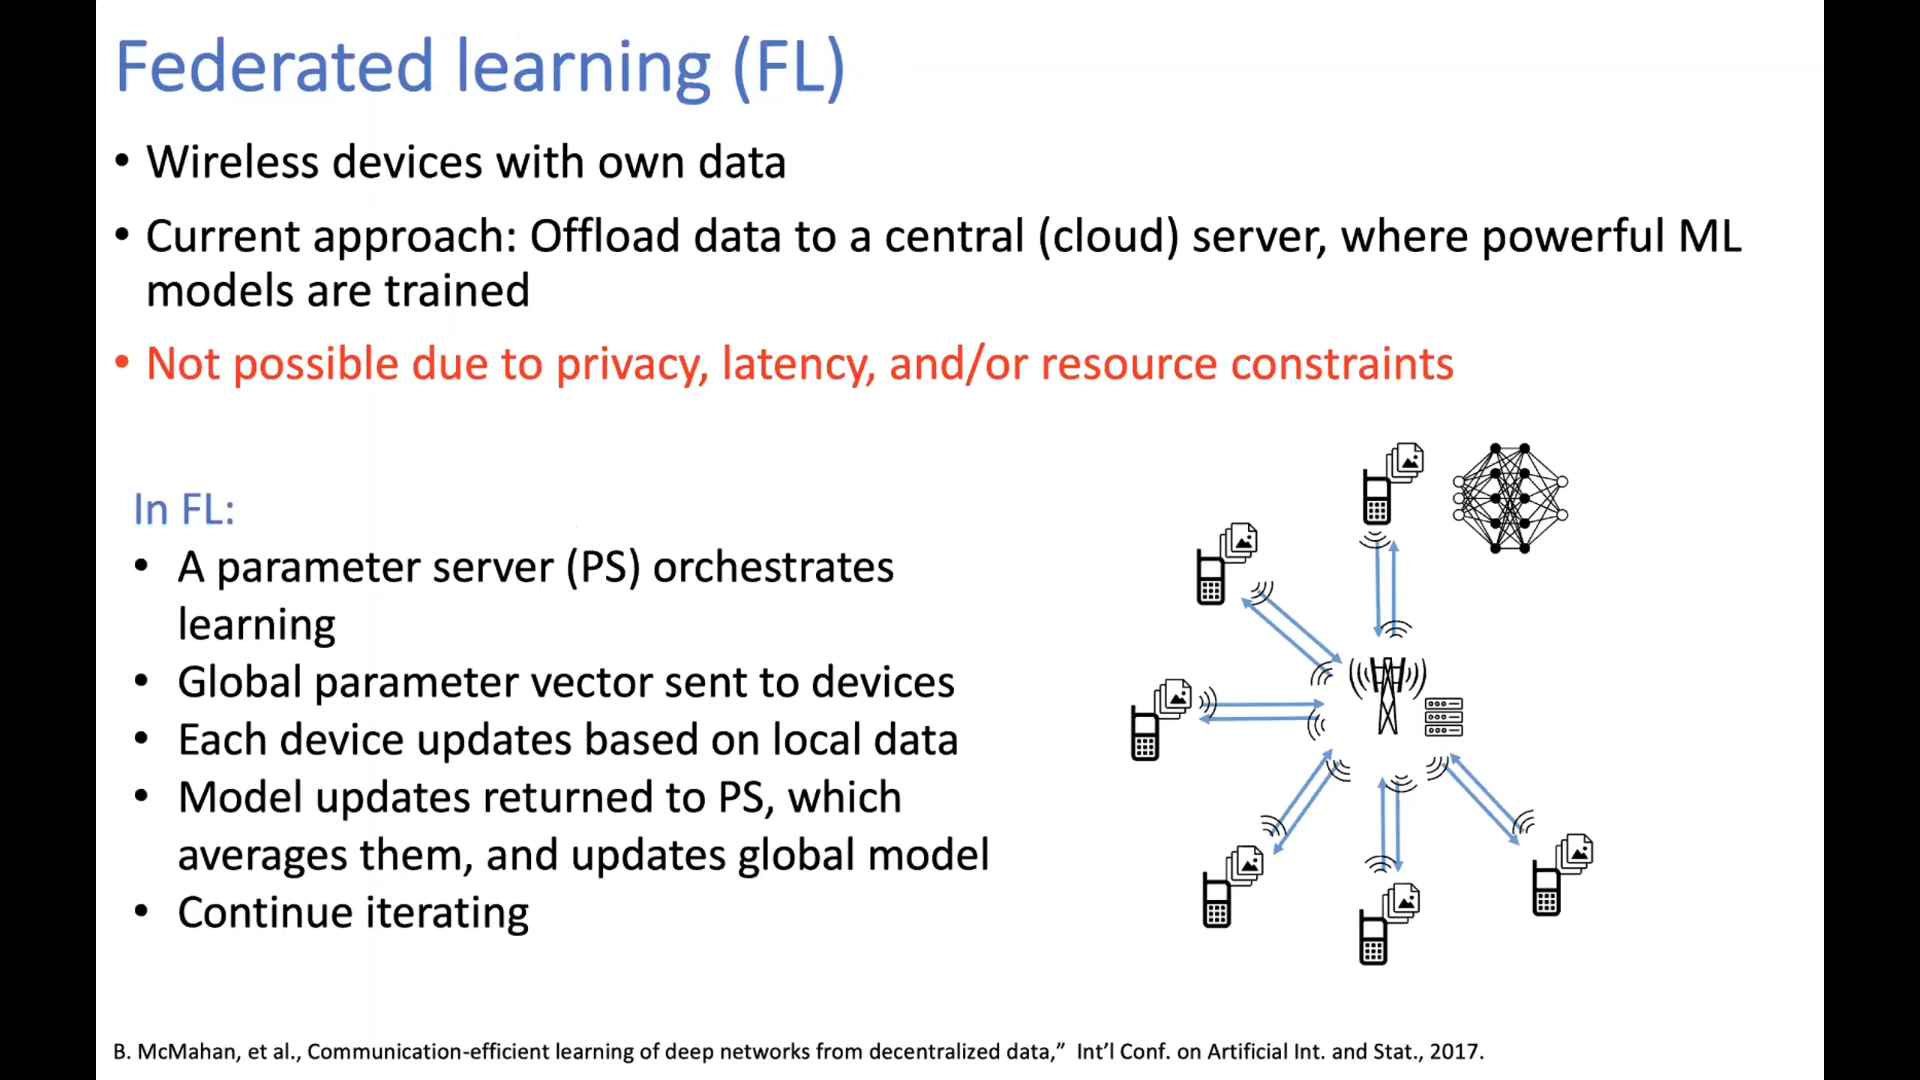 Federated learning (FL)
• Wireless devices with own data
• Current approach: Offload data to a central (cloud) server, where powerful ML
models are trained
• Not possible due to privacy, latency, and/or resource constraints
In FL:
• A parameter server (PS) orchestrates
learning
• Global parameter vector sent to devices
• Each device updates based on local data
• Model updates returned to PS, which
averages them, and updates global model
• Continue iterating
B. McMahan, et al., Communication-efficient learning of deep networks from decentralized data,” Int’l Conf. on Artificial Int. and Stat., 2017.